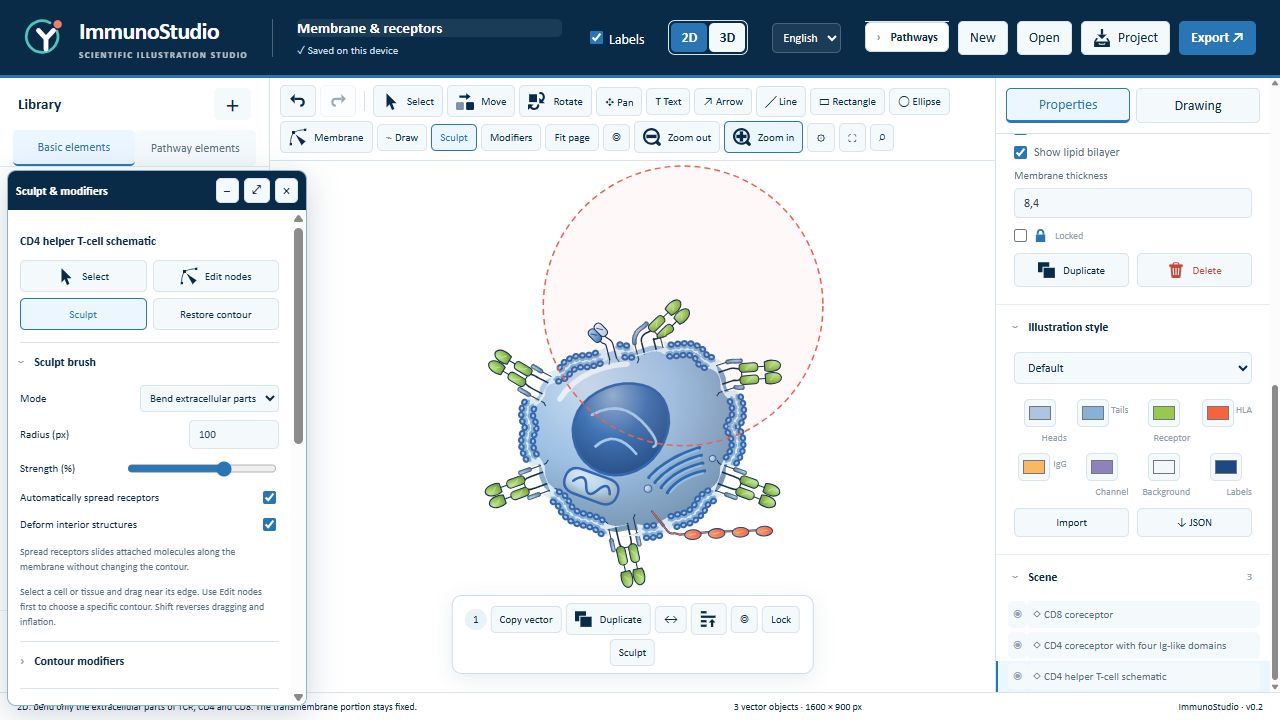 ImmunoStudio
SCIENTIFIC ILLUSTRATION STUDIO
Membrane & receptors
✓ Saved on this device
Labels
2D 3D
English
› Pathways
New
Open
Project
Export ↗
Library
+
Basic elements
Pathway elements
Select
Move
Rotate
Pan
T Text
↗ Arrow
Line
Rectangle
Ellipse
Membrane
~ Draw
Sculpt
Modifiers
Fit page
Zoom out
Zoom in
Sculpt & modifiers
CD4 helper T-cell schematic
Select
Edit nodes
Sculpt
Restore contour
Sculpt brush
Mode
Bend extracellular parts
Radius (px)
100
Strength (%)
Automatically spread receptors
Deform interior structures
Spread receptors slides attached molecules along the
membrane without changing the contour.
Select a cell or tissue and drag near its edge. Use Edit nodes
first to choose a specific contour. Shift reverses dragging and
inflation.
› Contour modifiers
2D: Bend only the extracellular parts of TCR, CD4 and CD8. The transmembrane portion stays fixed.
1
Copy vector
Duplicate
↔
Lock
Sculpt
3 vector objects · 1600 × 900 px
ImmunoStudio · v0.2
Properties
Drawing
Show lipid bilayer
Membrane thickness
8,4
Locked
Duplicate
Delete
Illustration style
Default
Heads
Tails
Receptor
HLA
IgG
Channel
Background
Labels
Import
↓ JSON
Scene
3
◇ CD8 coreceptor
◇ CD4 coreceptor with four Ig-like domains
◇ CD4 helper T-cell schematic